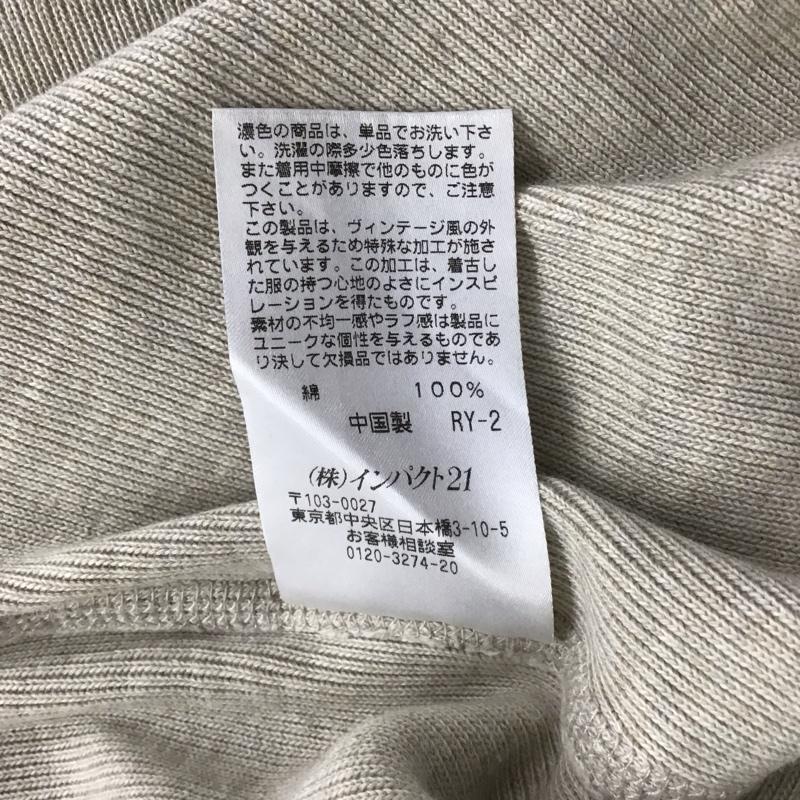 濃色の商品は、単品でお洗い下さ
い。洗濯の際多少色落ちします。
また着用中摩擦で他のものに色が
つくことがありますので、ご注意
下さい。
この製品は、ヴィンテージ風の外
観を与えるため特殊な加工が施さ
れています。この加工は、着古し
た服の持つ心地のよさにインスピ
レーションを得たものです。
素材の不均一感やラフ感は製品に
ユニークな個性を与えるものであ
り決して欠損品ではありません。
綿 100%
中国製 RY-2
(株)インパクト21
〒103-0027
東京都中央区日本橋3-10-5
お客様相談室
0120-3274-20